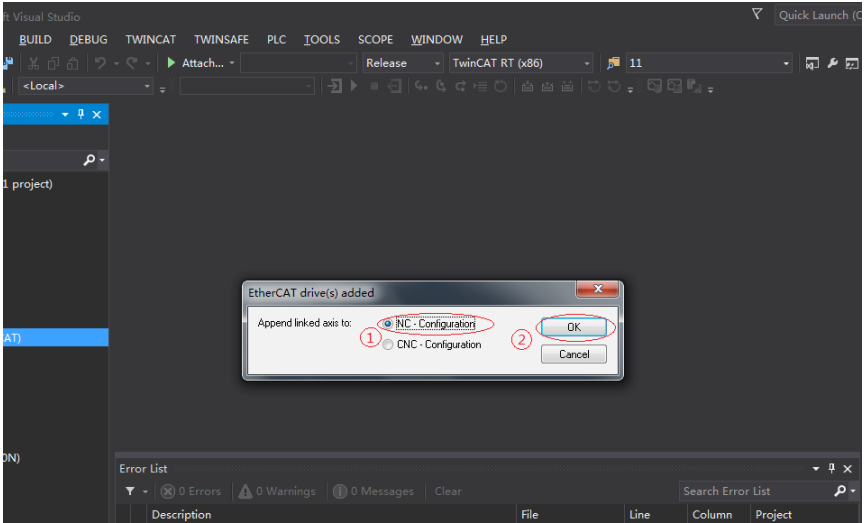 ft Visual Studio
Quick Launch (C
BUILD DEBUG TWINCAT TWINSAFE PLC TOOLS SCOPE WINDOW HELP
Attach... Release TwinCAT RT (x86) 11
<Local>
1 project)
EtherCAT drive(s) added
Append linked axis to:
NC - Configuration
OK
1
2
CNC - Configuration
Cancel
CAT)
ON)
Error List
0 Errors 0 Warnings 0 Messages Clear
Search Error List
Description File Line Column Project